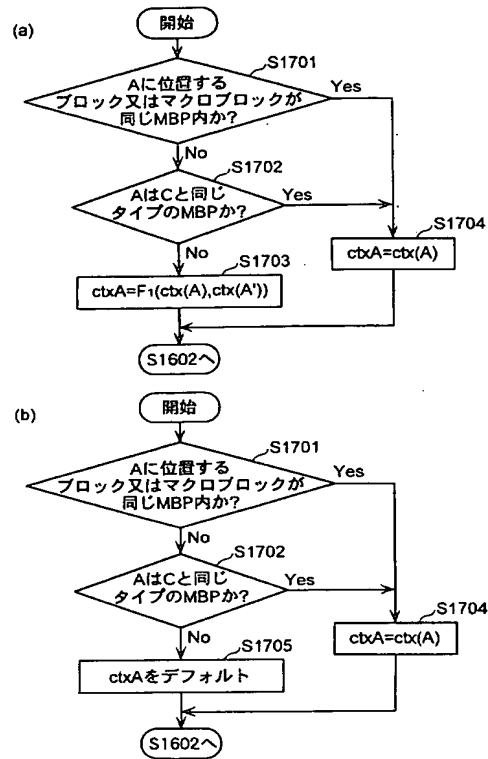 (a)
開始
S1701
Aに位置する
ブロック又はマクロブロックが
同じMBP内か?
Yes
No
S1702
AはCと同じ
タイプのMBPか?
Yes
No
S1704
ctxA=ctx(A)
S1703
ctxA=F₁(ctx(A),ctx(A'))
S1602へ
(b)
開始
S1701
Aに位置する
ブロック又はマクロブロックが
同じMBP内か?
Yes
No
S1702
AはCと同じ
タイプのMBPか?
Yes
No
S1704
ctxA=ctx(A)
S1705
ctxAをデフォルト
S1602へ